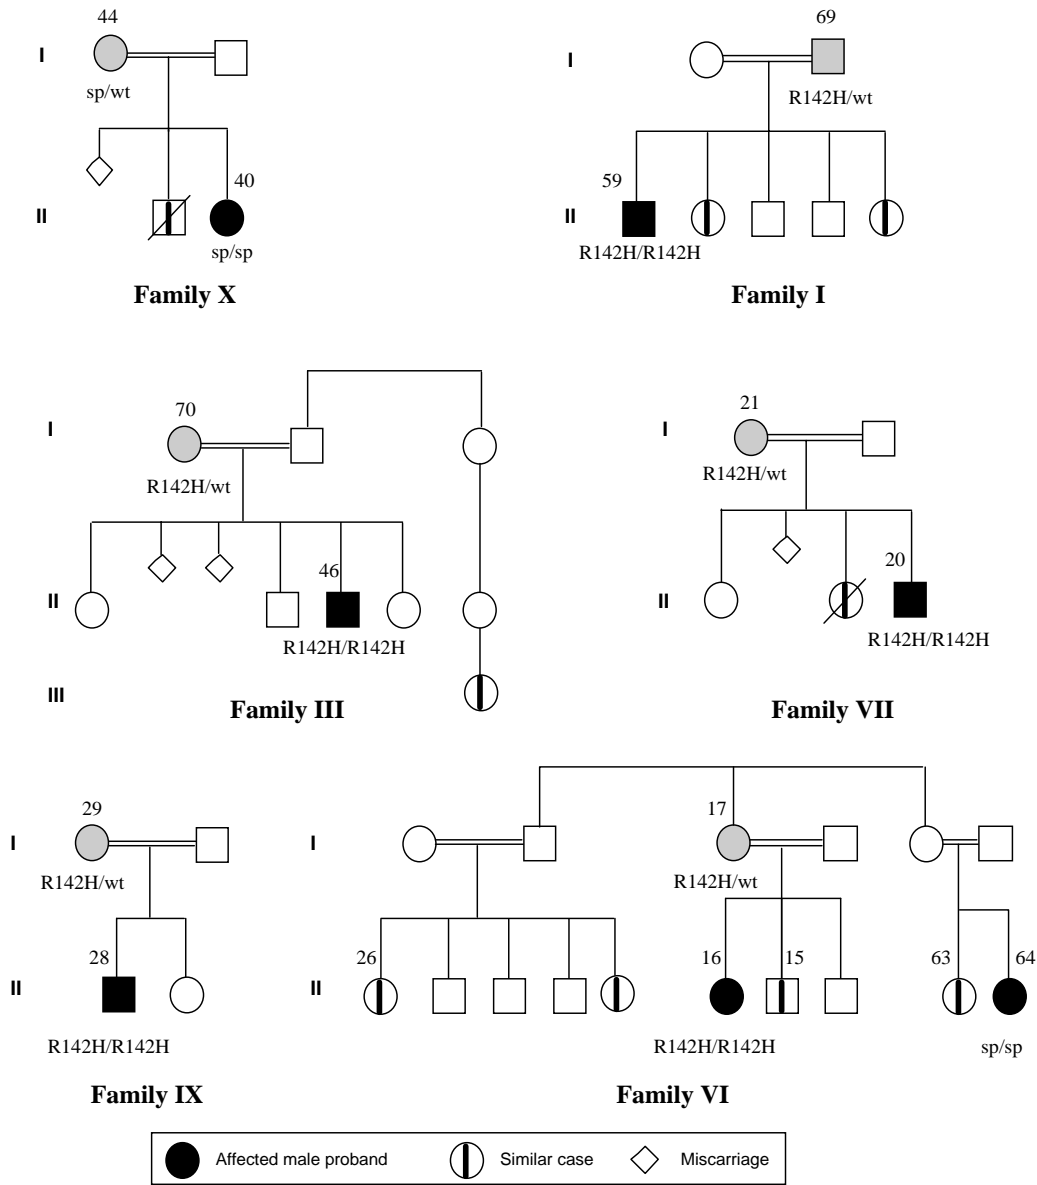 44
I
sp/wt
40
II
sp/sp
Family X
69
I
R142H/wt
59
II
R142H/R142H
Family I
70
I
R142H/wt
46
II
R142H/R142H
III
Family III
21
I
R142H/wt
20
II
R142H/R142H
Family VII
29
I
R142H/wt
28
II
R142H/R142H
Family IX
17
I
R142H/wt
26 16 15 63 64
II
R142H/R142H sp/sp
Family VI
Affected male proband Similar case Miscarriage